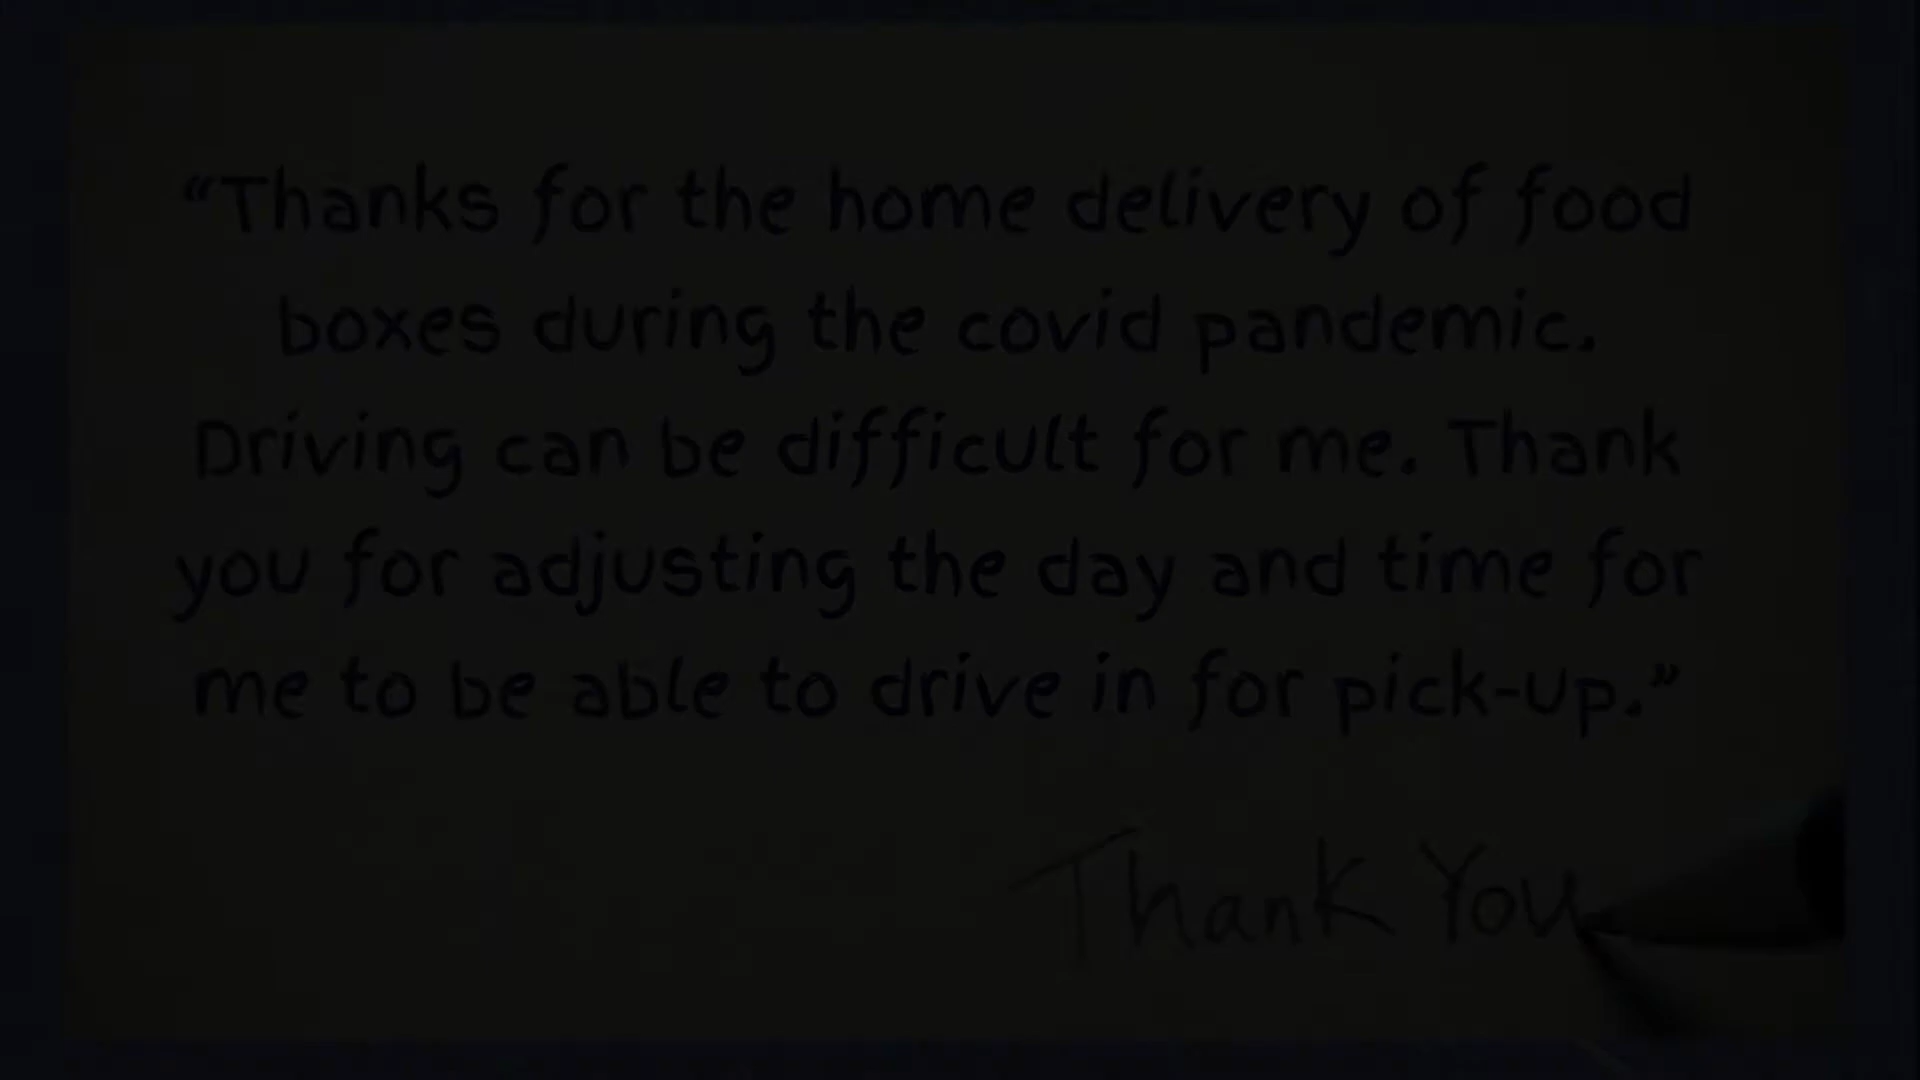 “Thanks for the home delivery of food
boxes during the covid pandemic.
Driving can be difficult for me. Thank
you for adjusting the day and time for
me to be able to drive in for pick-up.”
Thank You